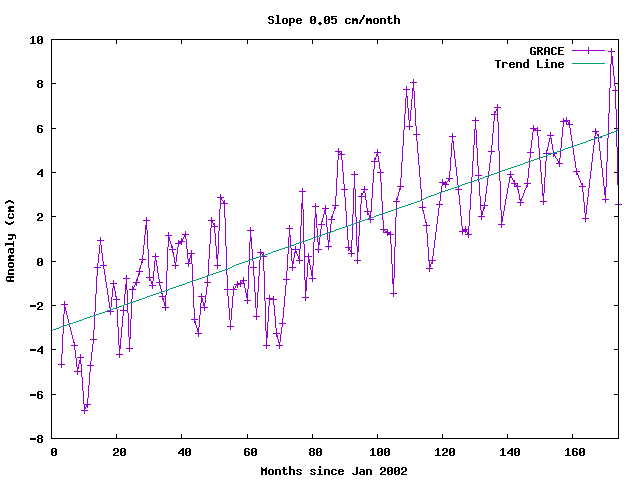 Slope 0.05 cm/month
GRACE
Trend Line
Anomaly (cm)
10
8
6
4
2
0
-2
-4
-6
-8
0 20 40 60 80 100 120 140 160
Months since Jan 2002